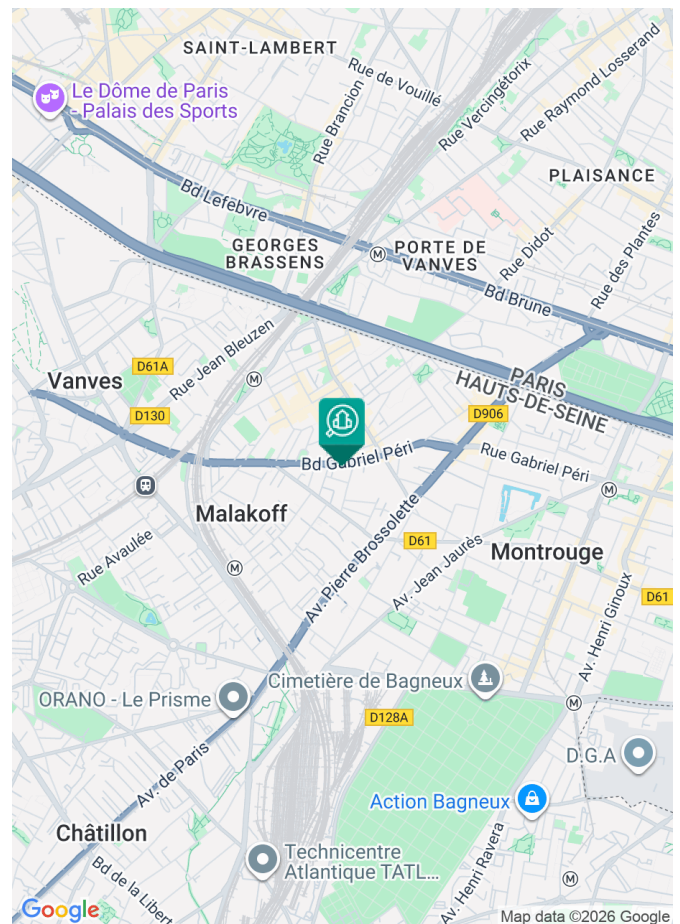 SAINT-LAMBERT
Rue de Vouillé
Rue Vercingétorix
Rue Raymond Losserand
Le Dôme de Paris
- Palais des Sports
Rue Brancion
PLAISANCE
Bd Lefebvre
GEORGES
BRASSENS
PORTE DE
VANVES
M
Rue Didot
Rue des Plantes
Bd Brune
Rue Jean Bleuzen
D61A
Vanves
M
PARIS
HAUTS-DE-SEINE
D130
D906
Bd Gabriel Péri
Rue Gabriel Péri
M
Malakoff
Av. Pierre Brossolette
D61
Montrouge
Rue Avaulée
M
Av. Jean Jaurès
D61
Av. Henri Ginoux
Cimetière de Bagneux
ORANO - Le Prisme
M
D128A
D.G.A
Av. de Paris
Action Bagneux
Châtillon
Technicentre
Atlantique TATL...
Bd de la Libert
Av. Henri Ravera
M
Google
Map data ©2026 Google